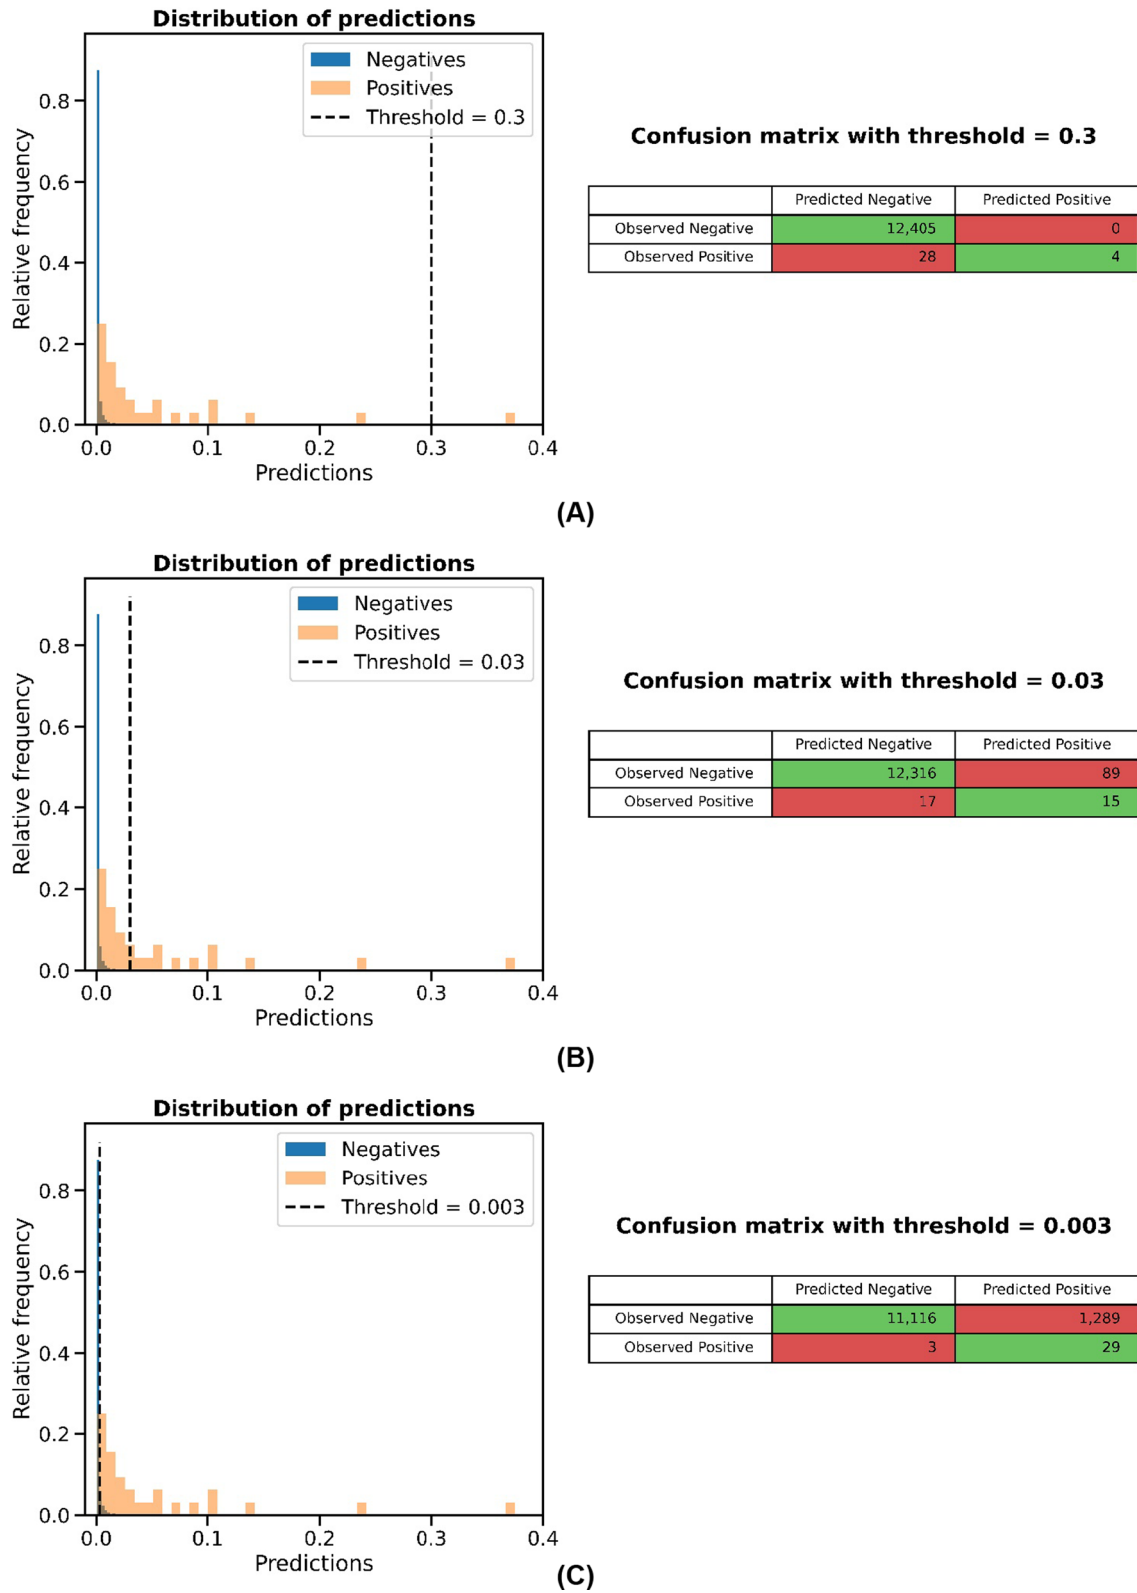 Distribution of predictions
Negatives
Positives
Threshold = 0.3
Relative frequency
0.8
0.6
0.4
0.2
0.0
0.0 0.1 0.2 0.3 0.4
Predictions
Confusion matrix with threshold = 0.3
Predicted Negative Predicted Positive
Observed Negative 12,405 0
Observed Positive 28 4
(A)
Distribution of predictions
Negatives
Positives
Threshold = 0.03
Relative frequency
0.8
0.6
0.4
0.2
0.0
0.0 0.1 0.2 0.3 0.4
Predictions
Confusion matrix with threshold = 0.03
Predicted Negative Predicted Positive
Observed Negative 12,316 89
Observed Positive 17 15
(B)
Distribution of predictions
Negatives
Positives
Threshold = 0.003
Relative frequency
0.8
0.6
0.4
0.2
0.0
0.0 0.1 0.2 0.3 0.4
Predictions
Confusion matrix with threshold = 0.003
Predicted Negative Predicted Positive
Observed Negative 11,116 1,289
Observed Positive 3 29
(C)